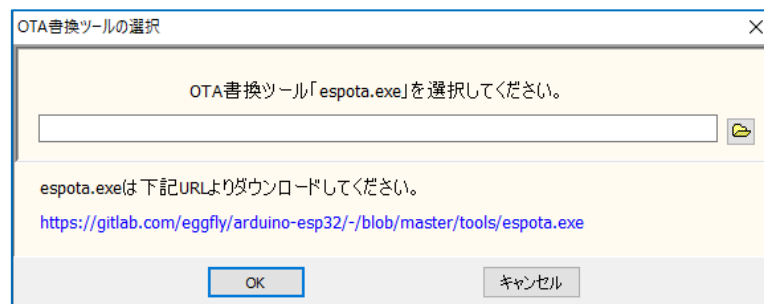 OTA書換ツールの選択
OTA書換ツール「espota.exe」を選択してください。
espota.exeは下記URLよりダウンロードしてください。
https://gitlab.com/eggfly/arduino-esp32/-/blob/master/tools/espota.exe
OK
キャンセル